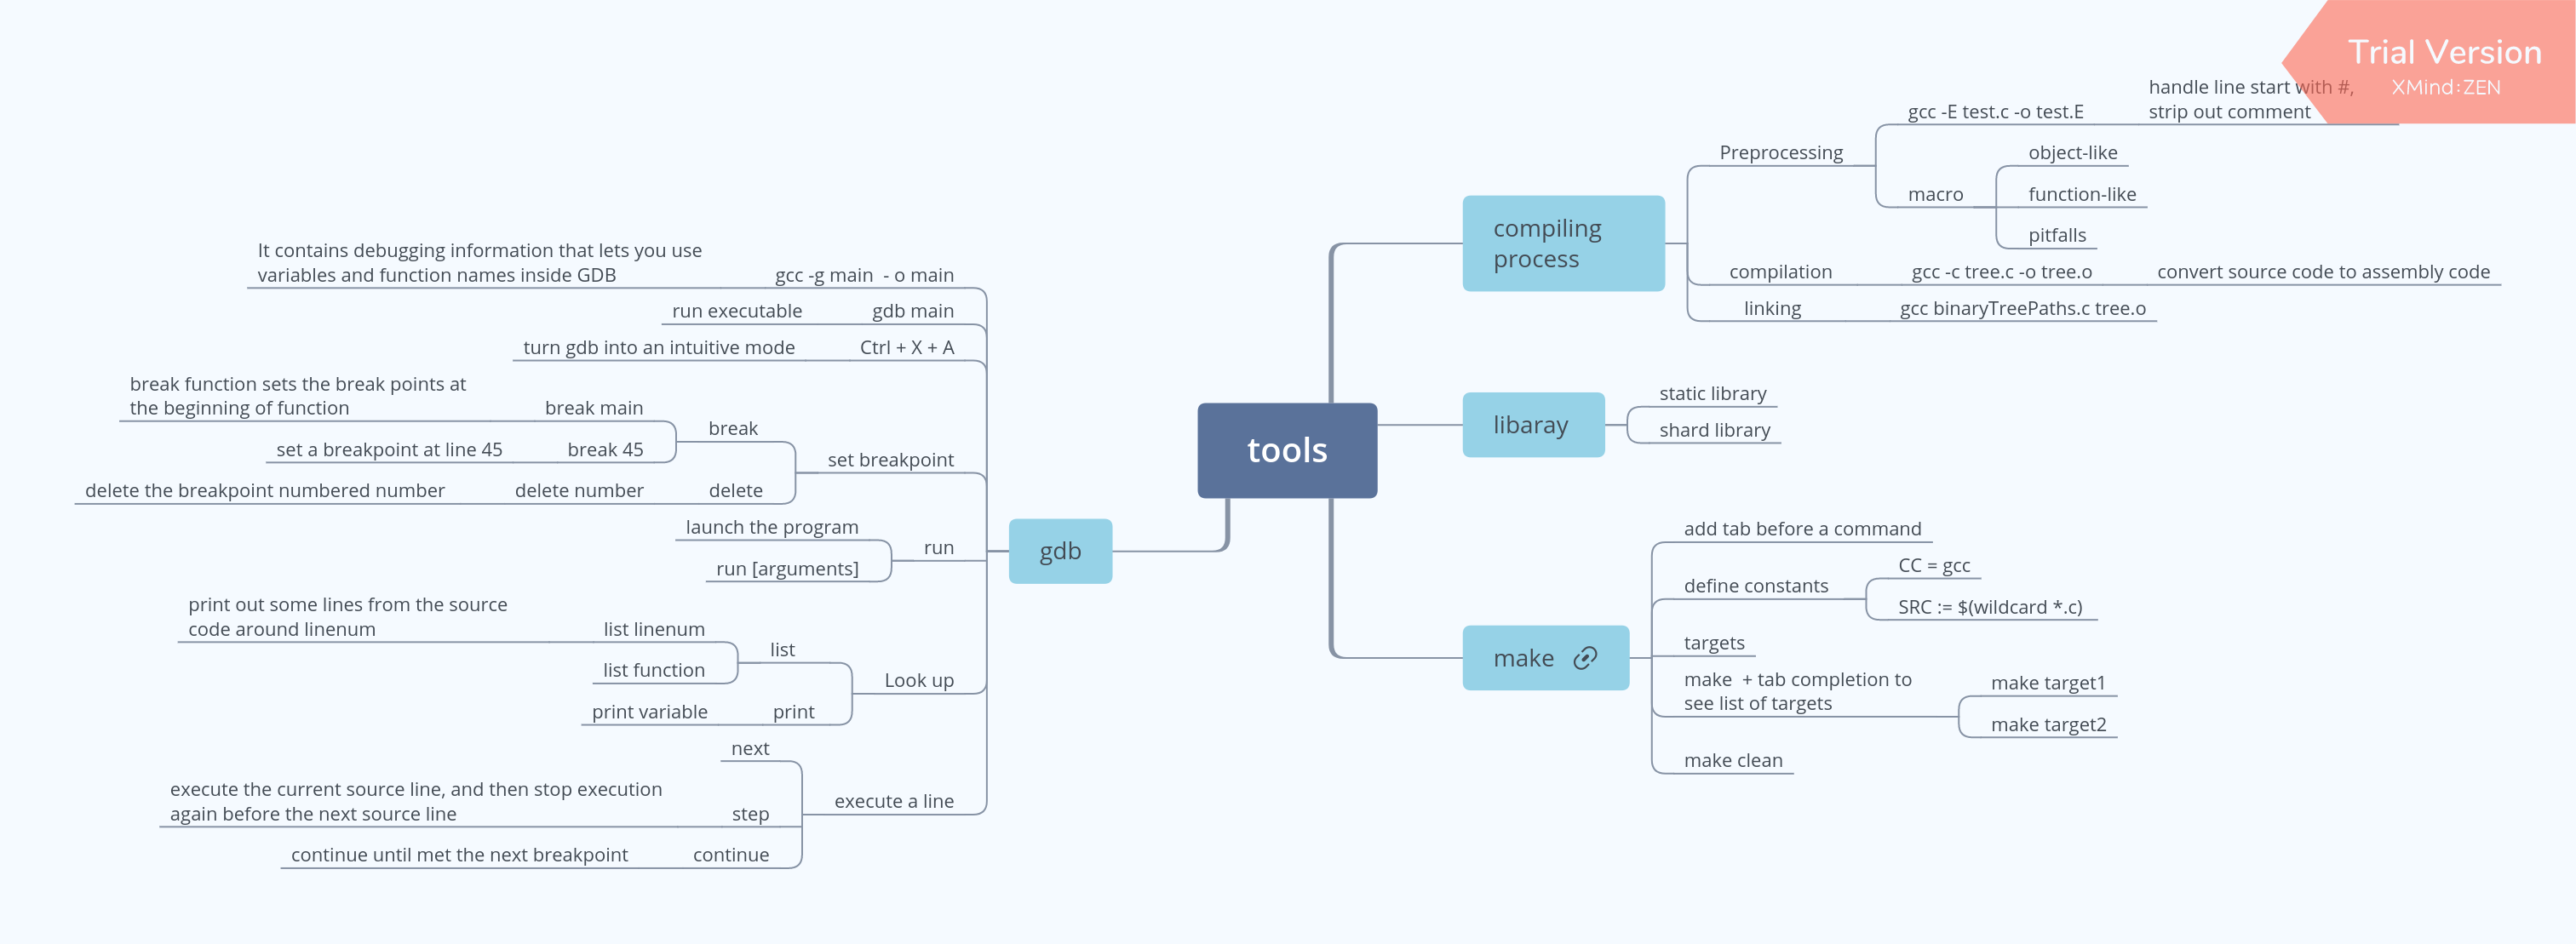 Trial Version
XMind:ZEN
tools
compiling
process
Preprocessing
gcc -E test.c -o test.E
handle line start with #,
strip out comment
macro
object-like
function-like
pitfalls
compilation
gcc -c tree.c -o tree.o
convert source code to assembly code
linking
gcc binaryTreePaths.c tree.o
libaray
static library
shard library
make
add tab before a command
define constants
CC = gcc
SRC := $(wildcard *.c)
targets
make  + tab completion to
see list of targets
make target1
make target2
make clean
gdb
gcc -g main  - o main
It contains debugging information that lets you use
variables and function names inside GDB
gdb main
run executable
Ctrl + X + A
turn gdb into an intuitive mode
set breakpoint
break
break main
break function sets the break points at
the beginning of function
break 45
set a breakpoint at line 45
delete
delete number
delete the breakpoint numbered number
run
launch the program
run [arguments]
Look up
list
list linenum
print out some lines from the source
code around linenum
list function
print
print variable
execute a line
next
step
execute the current source line, and then stop execution
again before the next source line
continue
continue until met the next breakpoint